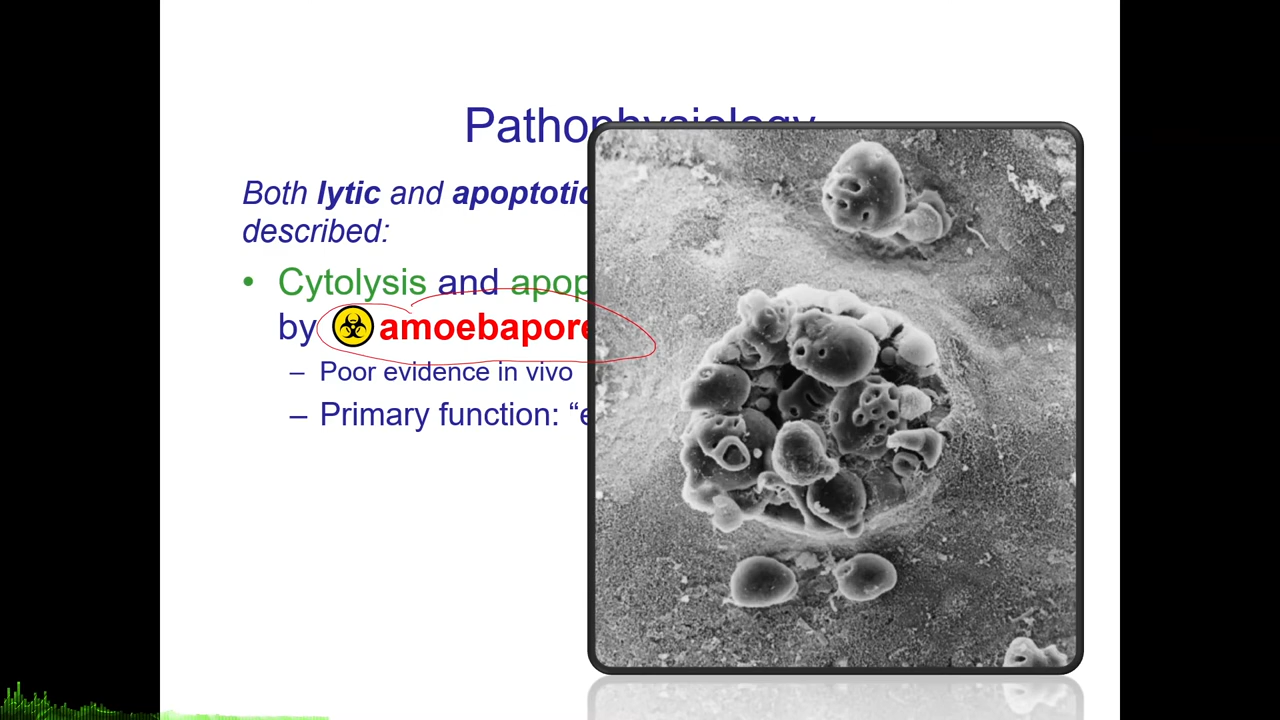 Pathophysiology
Both lytic and apoptotic
described:
• Cytolysis and apop
by amoebapore
– Poor evidence in vivo
– Primary function: “e